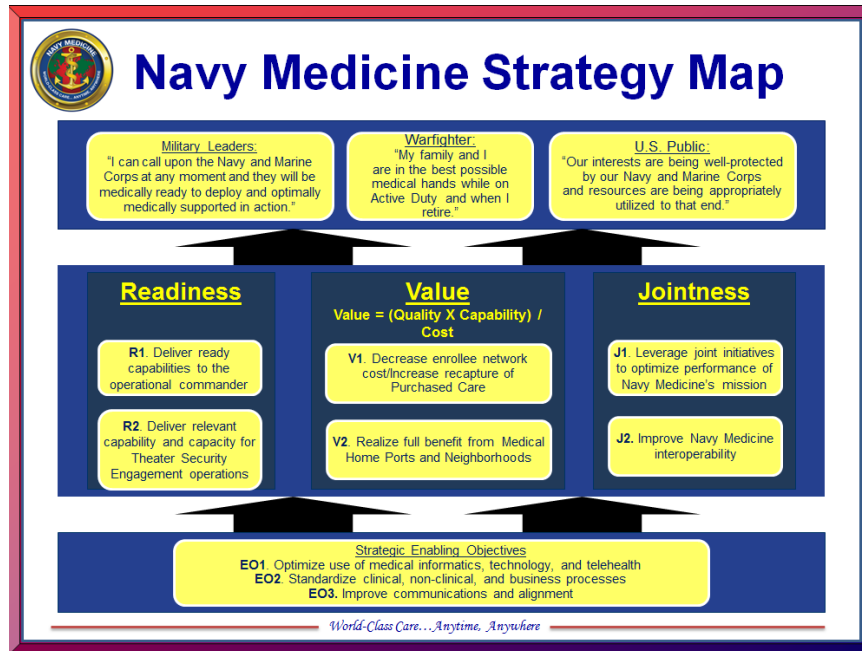 NAVY MEDICINE
WORLD CLASS CARE... ANYTIME, ANYWHERE
Navy Medicine Strategy Map
Military Leaders:
“I can call upon the Navy and Marine
Corps at any moment and they will be
medically ready to deploy and optimally
medically supported in action.”
Warfighter:
“My family and I
are in the best possible
medical hands while on
Active Duty and when I
retire.”
U.S. Public:
“Our interests are being well-protected
by our Navy and Marine Corps
and resources are being appropriately
utilized to that end.”
Readiness
R1. Deliver ready
capabilities to the
operational commander
R2. Deliver relevant
capability and capacity for
Theater Security
Engagement operations
Value
Value = (Quality X Capability) /
Cost
V1. Decrease enrollee network
cost/Increase recapture of
Purchased Care
V2. Realize full benefit from Medical
Home Ports and Neighborhoods
Jointness
J1. Leverage joint initiatives
to optimize performance of
Navy Medicine’s mission
J2. Improve Navy Medicine
interoperability
Strategic Enabling Objectives
EO1. Optimize use of medical informatics, technology, and telehealth
EO2. Standardize clinical, non-clinical, and business processes
EO3. Improve communications and alignment
World-Class Care…Anytime, Anywhere